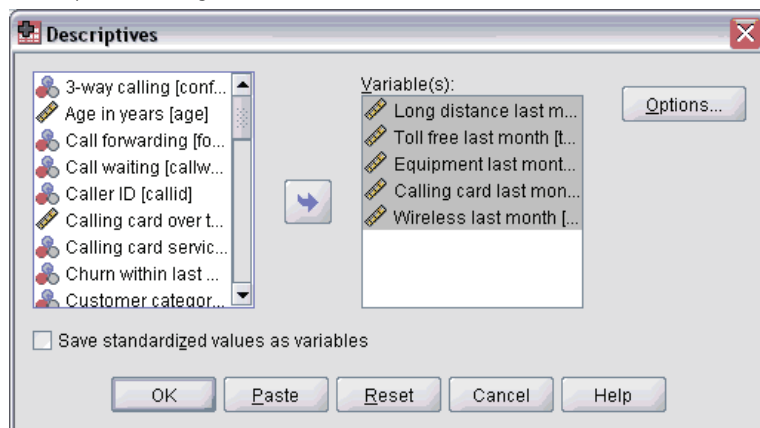 Descriptives
3-way calling [conf...
Age in years [age]
Call forwarding [fo...
Call waiting [callw...
Caller ID [callid]
Calling card over t...
Calling card servic...
Churn within last ...
Customer categor...
Variable(s):
Long distance last m...
Toll free last month [t...
Equipment last mont...
Calling card last mon...
Wireless last month [...
Options...
Save standardized values as variables
OK Paste Reset Cancel Help